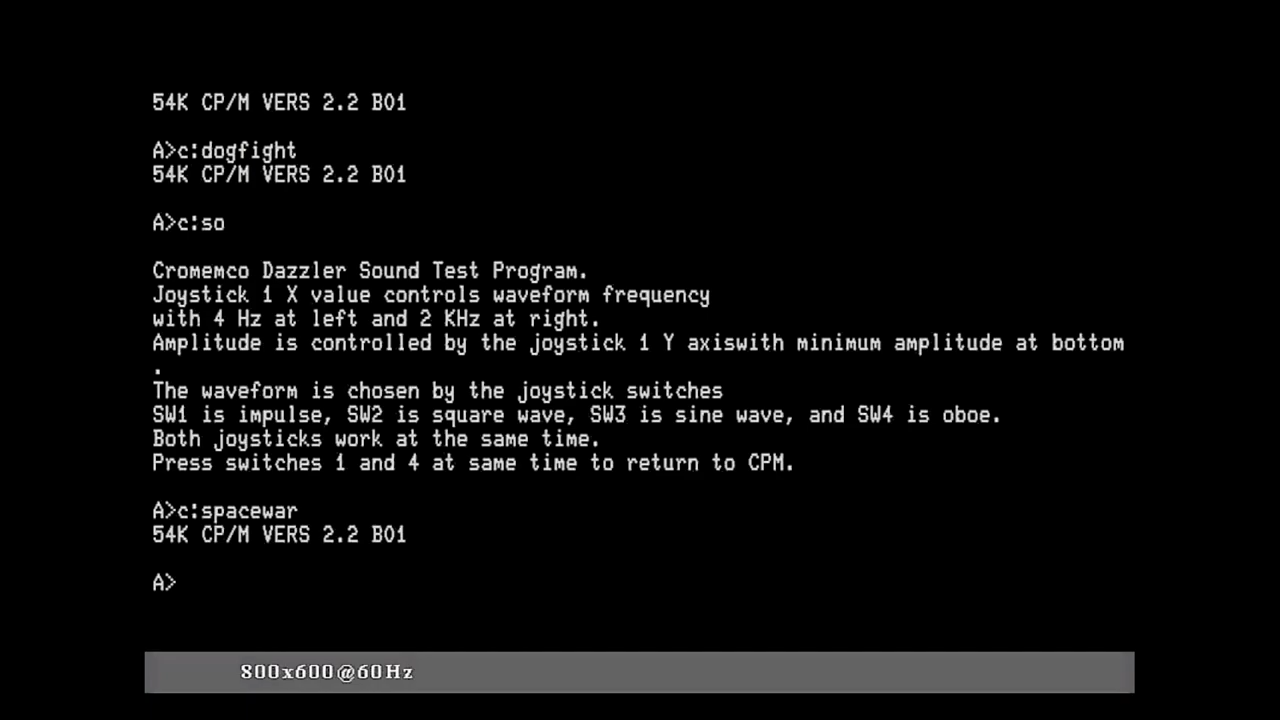 54K CP/M VERS 2.2 B01
A>c:dogfight
54K CP/M VERS 2.2 B01
A>c:so
Cromemco Dazzler Sound Test Program.
Joystick 1 X value controls waveform frequency
with 4 Hz at left and 2 KHz at right.
Amplitude is controlled by the joystick 1 Y axiswith minimum amplitude at bottom
.
The waveform is chosen by the joystick switches
SW1 is impulse, SW2 is square wave, SW3 is sine wave, and SW4 is oboe.
Both joysticks work at the same time.
Press switches 1 and 4 at same time to return to CPM.
A>c:spacewar
54K CP/M VERS 2.2 B01
A>
800x600@60Hz